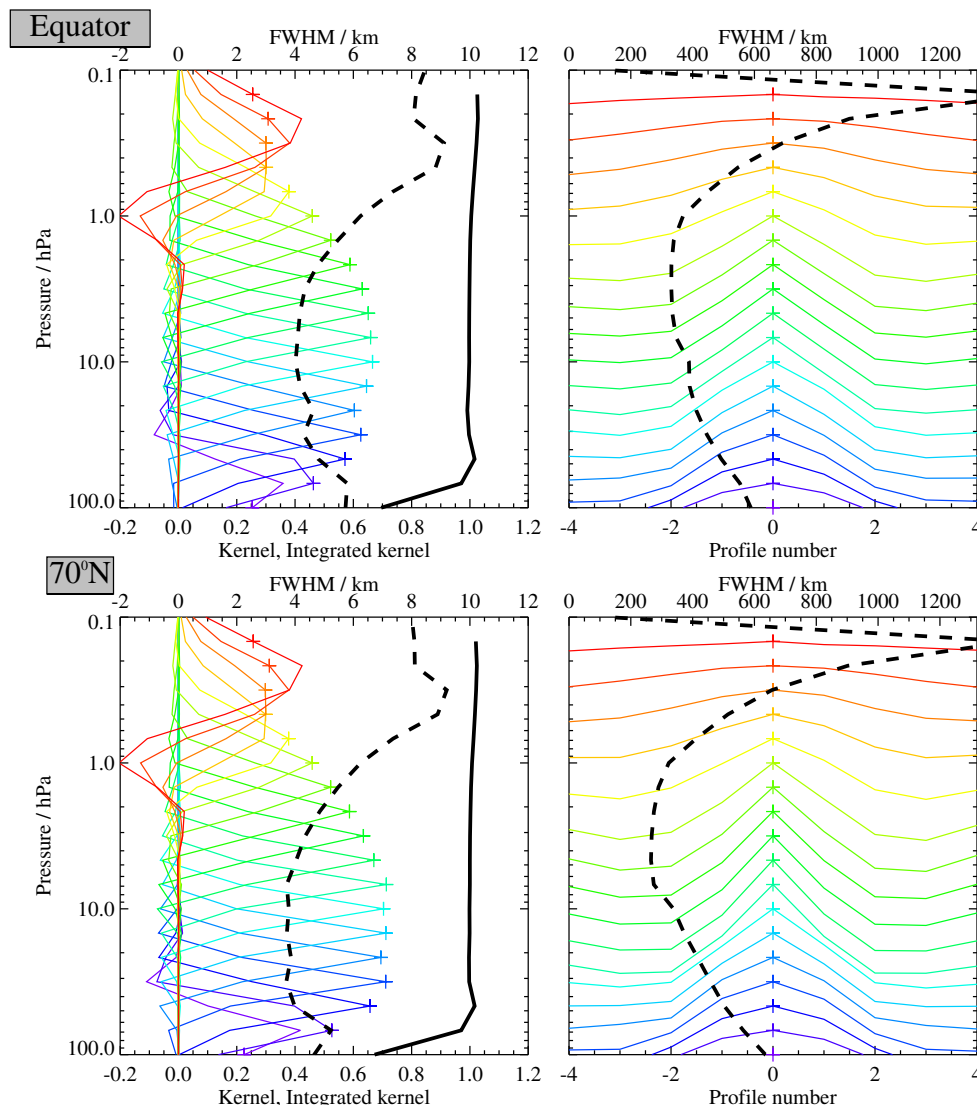 Equator
FWHM / km
FWHM / km
-2 0 2 4 6 8 10 12
0 200 400 600 800 1000 1200
0.1
1.0
10.0
100.0
Pressure / hPa
-0.2 0.0 0.2 0.4 0.6 0.8 1.0 1.2
-4 -2 0 2 4
Kernel, Integrated kernel
Profile number
70⁰N
FWHM / km
FWHM / km
-2 0 2 4 6 8 10 12
0 200 400 600 800 1000 1200
0.1
1.0
10.0
100.0
Pressure / hPa
-0.2 0.0 0.2 0.4 0.6 0.8 1.0 1.2
-4 -2 0 2 4
Kernel, Integrated kernel
Profile number